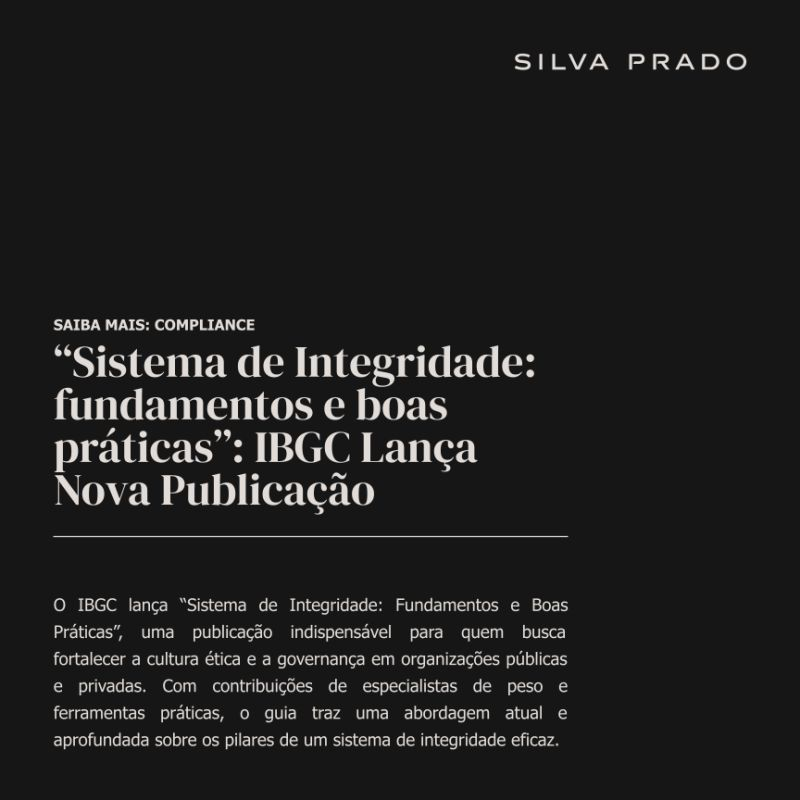 SILVA PRADO
SAIBA MAIS: COMPLIANCE
“Sistema de Integridade:
fundamentos e boas
práticas”: IBGC Lança
Nova Publicação
O IBGC lança “Sistema de Integridade: Fundamentos e Boas
Práticas”, uma publicação indispensável para quem busca
fortalecer a cultura ética e a governança em organizações públicas
e privadas. Com contribuições de especialistas de peso e
ferramentas práticas, o guia traz uma abordagem atual e
aprofundada sobre os pilares de um sistema de integridade eficaz.